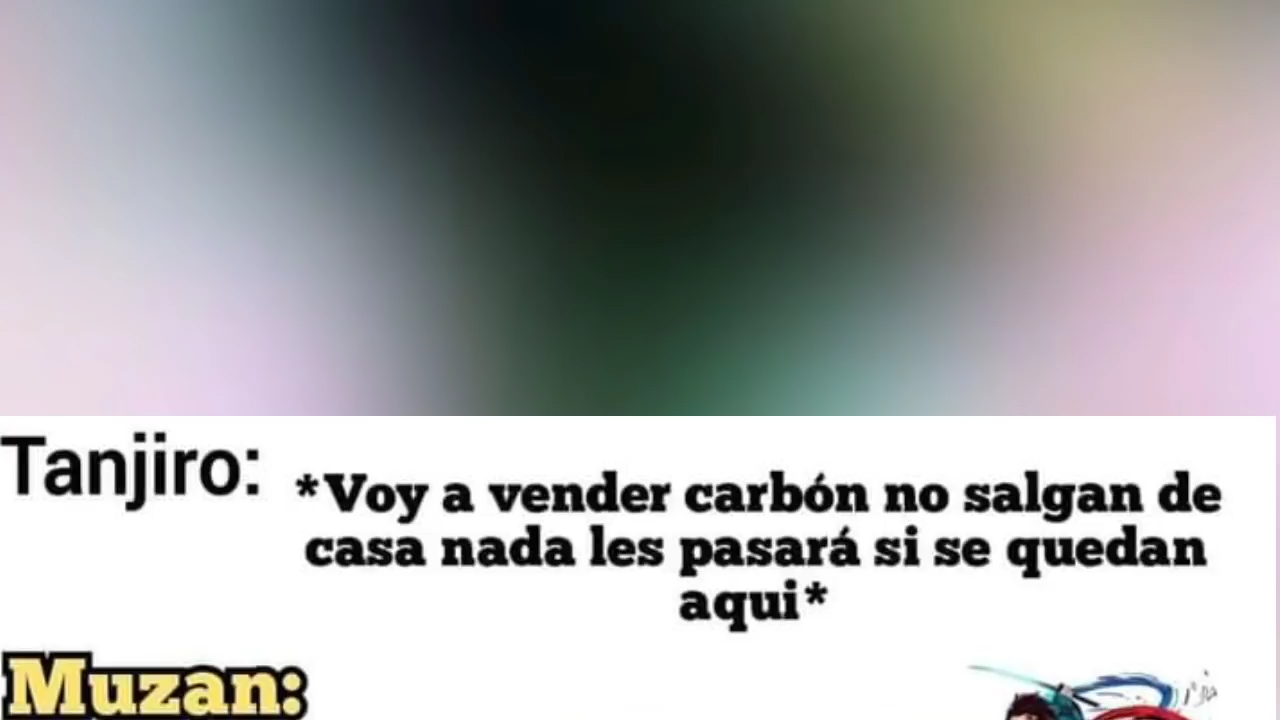 Tanjiro:
*Voy a vender carbón no salgan de
casa nada les pasará si se quedan
aqui*
Muzan: